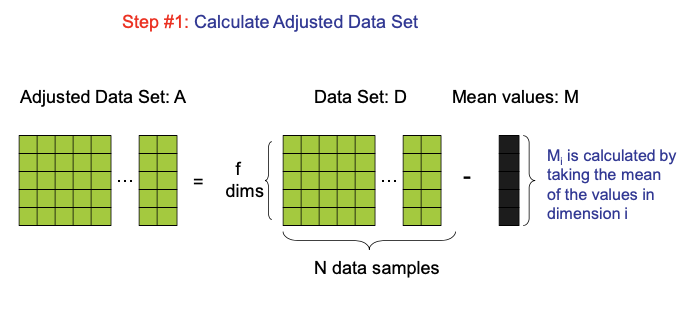 Step #1: Calculate Adjusted Data Set
Adjusted Data Set: A
Data Set: D
Mean values: M
... = f dims ... -
Mᵢ is calculated by
taking the mean
of the values in
dimension i
N data samples